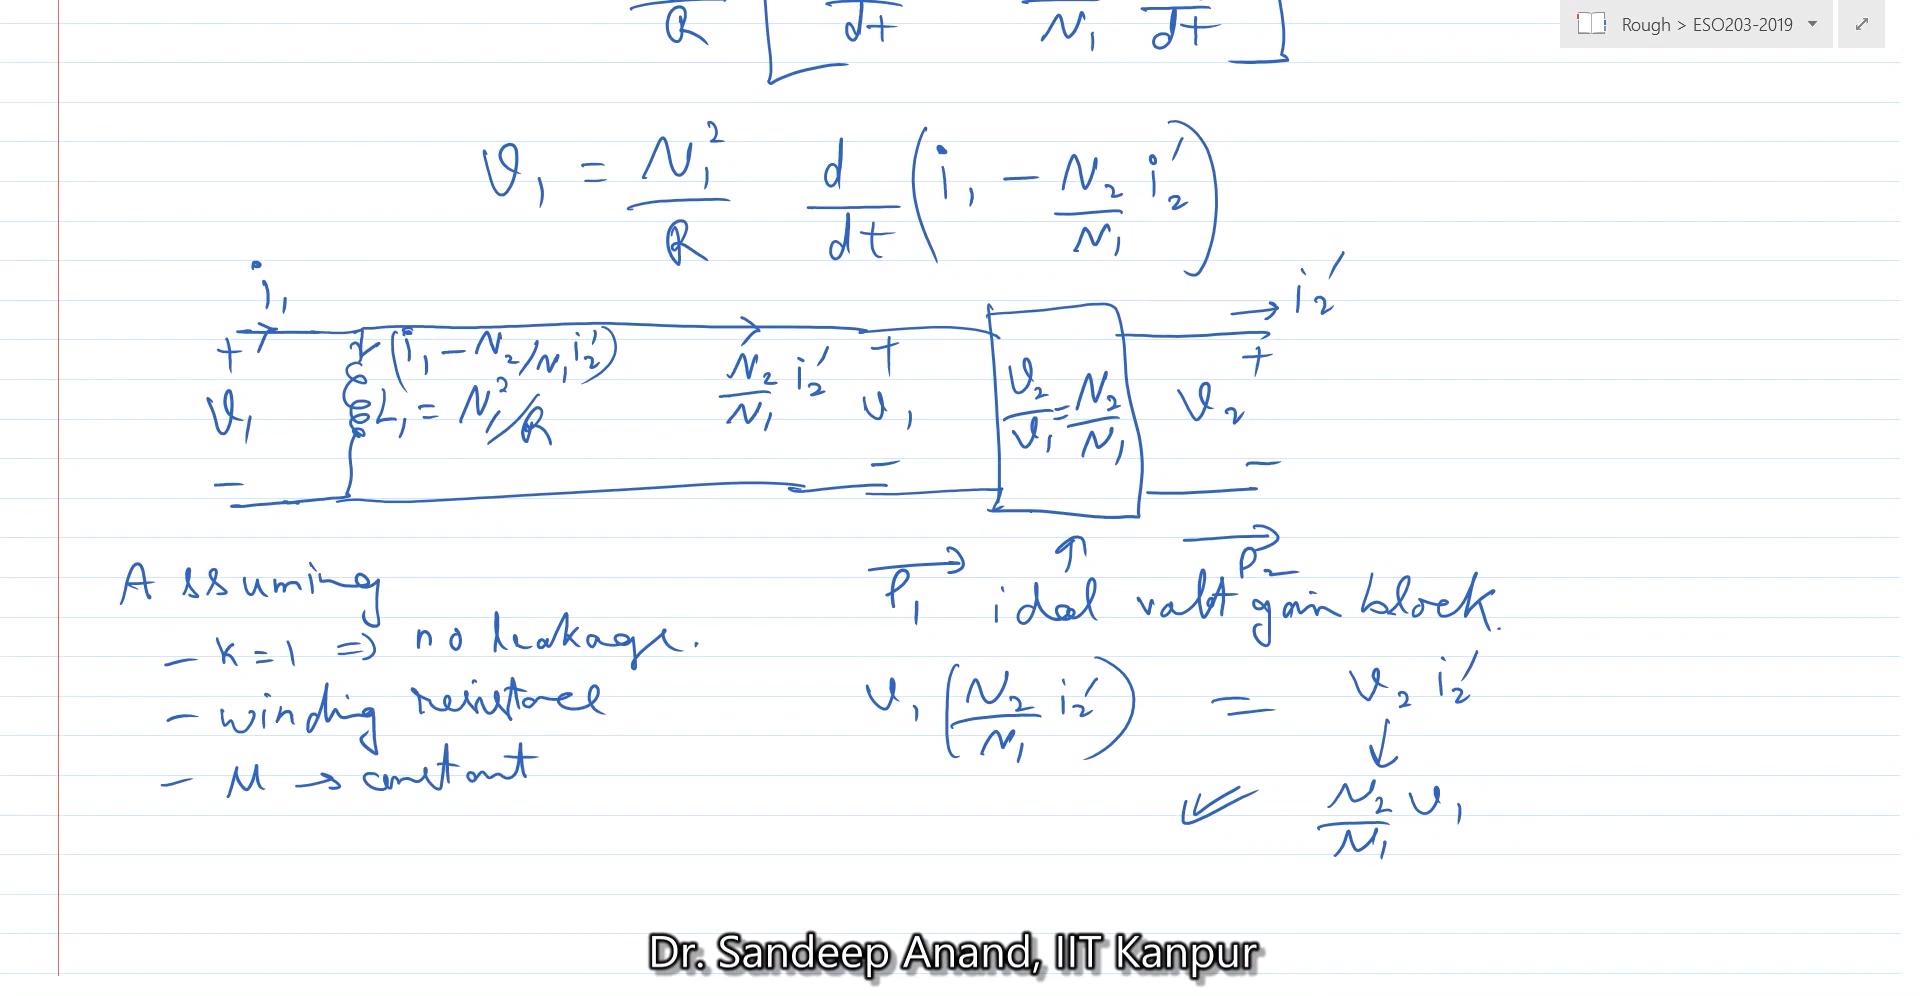 Rough > ESO203-2019
R dt N₁ dt
v₁ = N₁²/R d/dt (i₁ − N₂/N₁ i₂′)
i₁ → i₂′
+ (i₁ − N₂/N₁ i₂′) N₂/N₁ i₂′ + +
v₁ L₁ = N₁²/R v₁ v₂/v₁ = N₂/N₁ v₂
− − −
Assuming P₁ ideal volt gain block. P₂
− K = 1 ⇒ no leakage.
− winding resistance v₁ (N₂/N₁ i₂′) = v₂ i₂′
− M → constant ↓
N₂/N₁ v₁
Dr. Sandeep Anand, IIT Kanpur